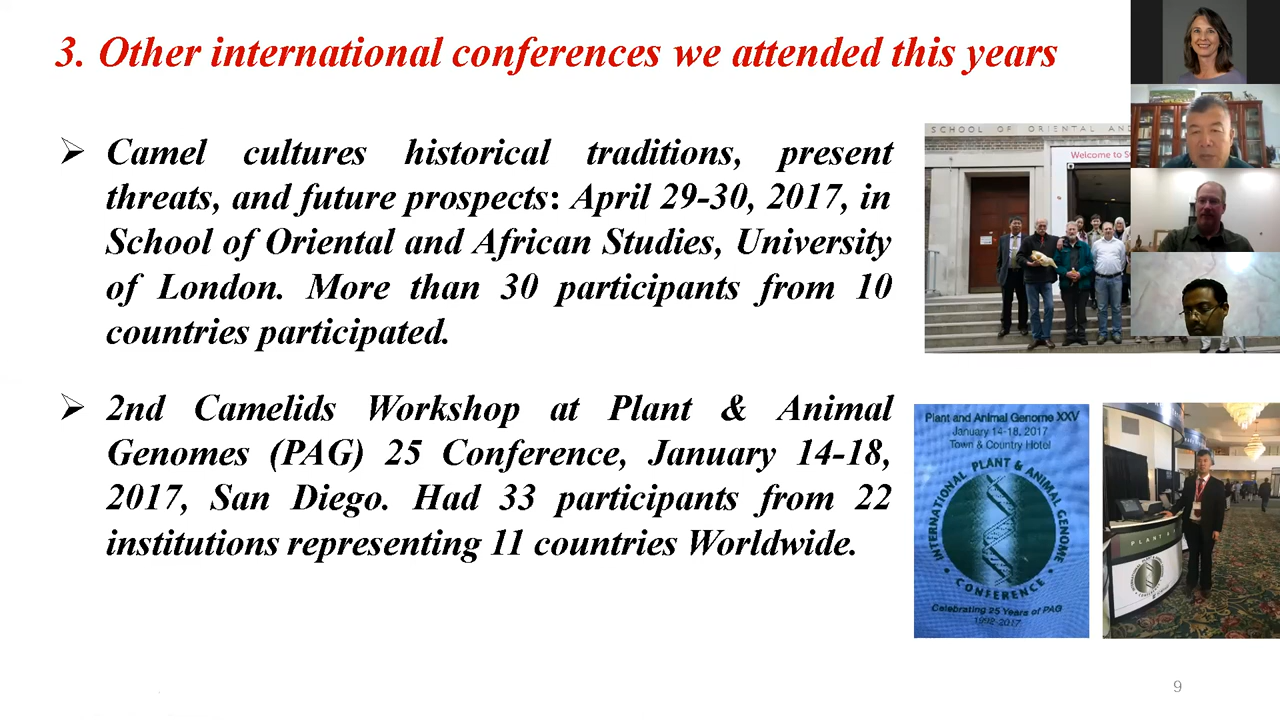 3. Other international conferences we attended this years
Camel cultures historical traditions, present
threats, and future prospects: April 29-30, 2017, in
School of Oriental and African Studies, University
of London. More than 30 participants from 10
countries participated.
2nd Camelids Workshop at Plant & Animal
Genomes (PAG) 25 Conference, January 14-18,
2017, San Diego. Had 33 participants from 22
institutions representing 11 countries Worldwide.
SCHOOL OF ORIENTAL AND
Welcome to
Plant and Animal Genome XXV
January 14-18, 2017
Town & Country Hotel
INTERNATIONAL PLANT & ANIMAL GENOME
• CONFERENCE •
Celebrating 25 Years of PAG
1992-2017
PLANT &
9